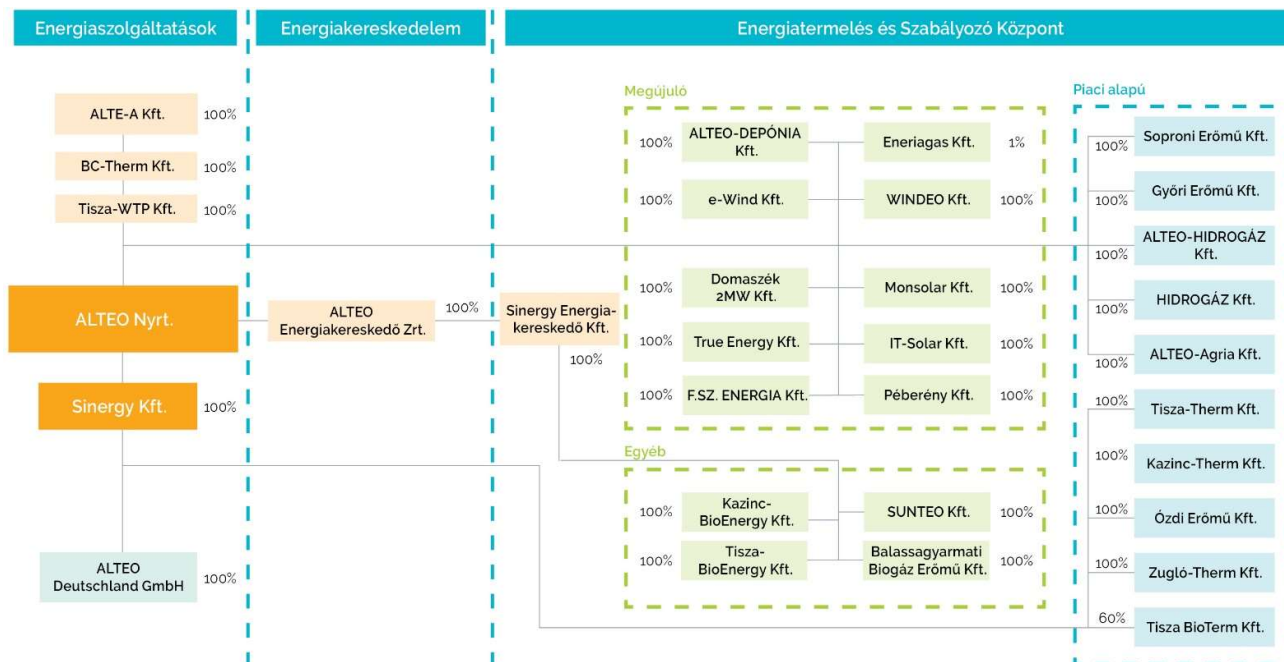 Energiaszolgáltatások
Energiakereskedelem
Energiatermelés és Szabályozó Központ
ALTE-A Kft.
100%
BC-Therm Kft.
100%
Tisza-WTP Kft.
100%
ALTEO Nyrt.
Sinergy Kft.
100%
ALTEO
Deutschland GmbH
100%
ALTEO
Energiakereskedő Zrt.
100%
Sinergy Energia-
kereskedő Kft.
100%
Megújuló
100%
ALTEO-DEPÓNIA
Kft.
Eneriagas Kft.
1%
100%
e-Wind Kft.
WINDEO Kft.
100%
100%
Domaszék
2MW Kft.
Monsolar Kft.
100%
100%
True Energy Kft.
IT-Solar Kft.
100%
100%
F.SZ. ENERGIA Kft.
Péberény Kft.
100%
Egyéb
100%
Kazinc-
BioEnergy Kft.
SUNTEO Kft.
100%
100%
Tisza-
BioEnergy Kft.
Balassagyarmati
Biogáz Erőmű Kft.
100%
Piaci alapú
100%
Soproni Erőmű Kft.
100%
Győri Erőmű Kft.
100%
ALTEO-HIDROGÁZ
Kft.
100%
HIDROGÁZ Kft.
100%
ALTEO-Agria Kft.
100%
Tisza-Therm Kft.
100%
Kazinc-Therm Kft.
100%
Ózdi Erőmű Kft.
100%
Zugló-Therm Kft.
60%
Tisza BioTerm Kft.